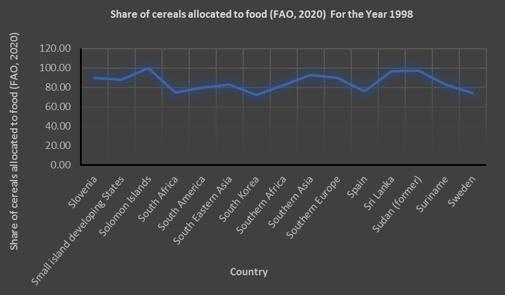 Share of cereals allocated to food (FAO, 2020)  For the Year 1998
Share of cereals allocated to food (FAO, 2020)
120.00
100.00
80.00
60.00
40.00
20.00
0.00
Slovenia
Small island developing States
Solomon Islands
South Africa
South America
South Eastern Asia
South Korea
Southern Africa
Southern Asia
Southern Europe
Spain
Sri Lanka
Sudan (former)
Suriname
Sweden
Country